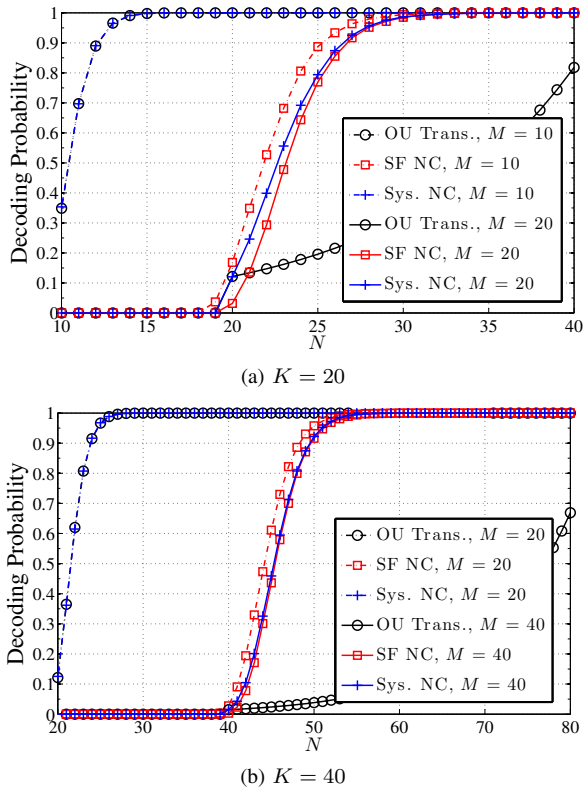 1
0.9
0.8
0.7
0.6
0.5
0.4
0.3
0.2
0.1
0
Decoding Probability
OU Trans., M = 10
SF NC, M = 10
Sys. NC, M = 10
OU Trans., M = 20
SF NC, M = 20
Sys. NC, M = 20
10 15 20 25 30 35 40
N
(a) K = 20
1
0.9
0.8
0.7
0.6
0.5
0.4
0.3
0.2
0.1
0
Decoding Probability
OU Trans., M = 20
SF NC, M = 20
Sys. NC, M = 20
OU Trans., M = 40
SF NC, M = 40
Sys. NC, M = 40
20 30 40 50 60 70 80
N
(b) K = 40